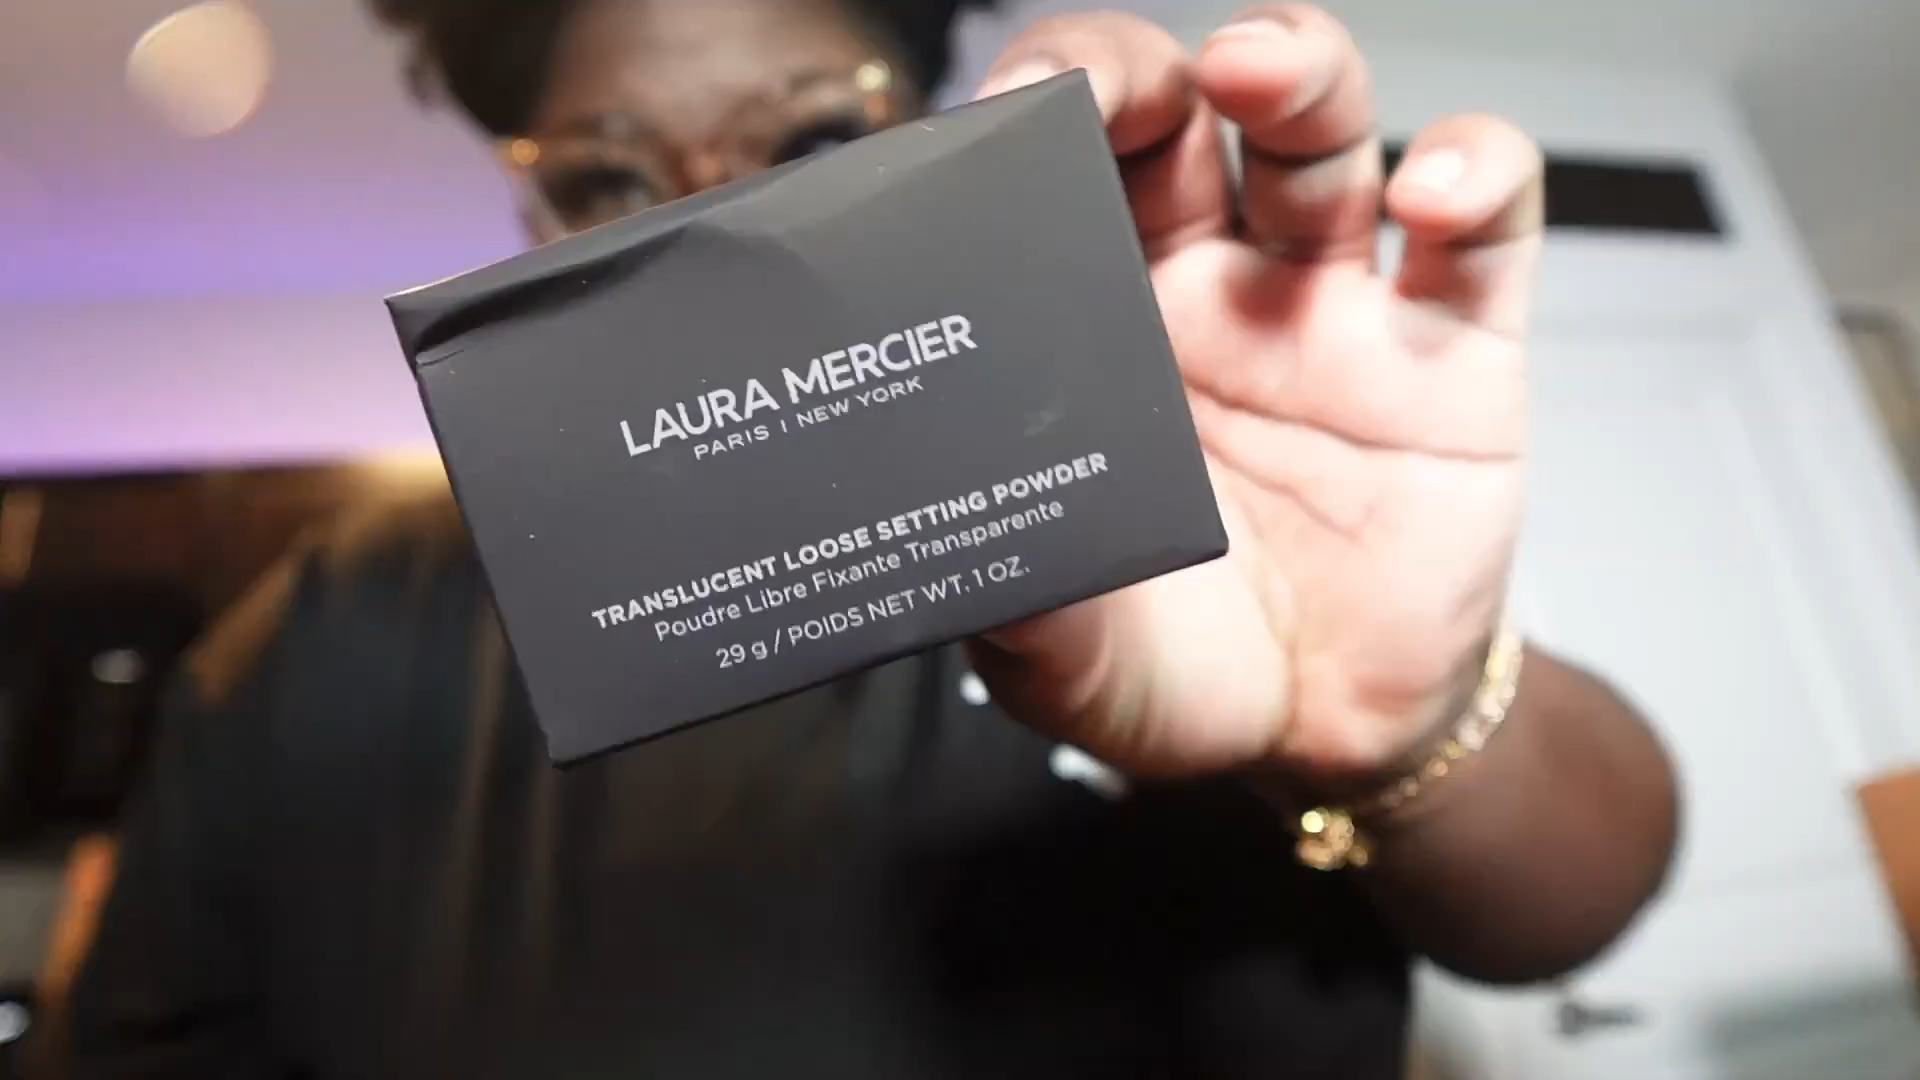 LAURA MERCIER
PARIS | NEW YORK
TRANSLUCENT LOOSE SETTING POWDER
Poudre Libre Fixante Transparente
29 g / POIDS NET WT. 1 OZ.